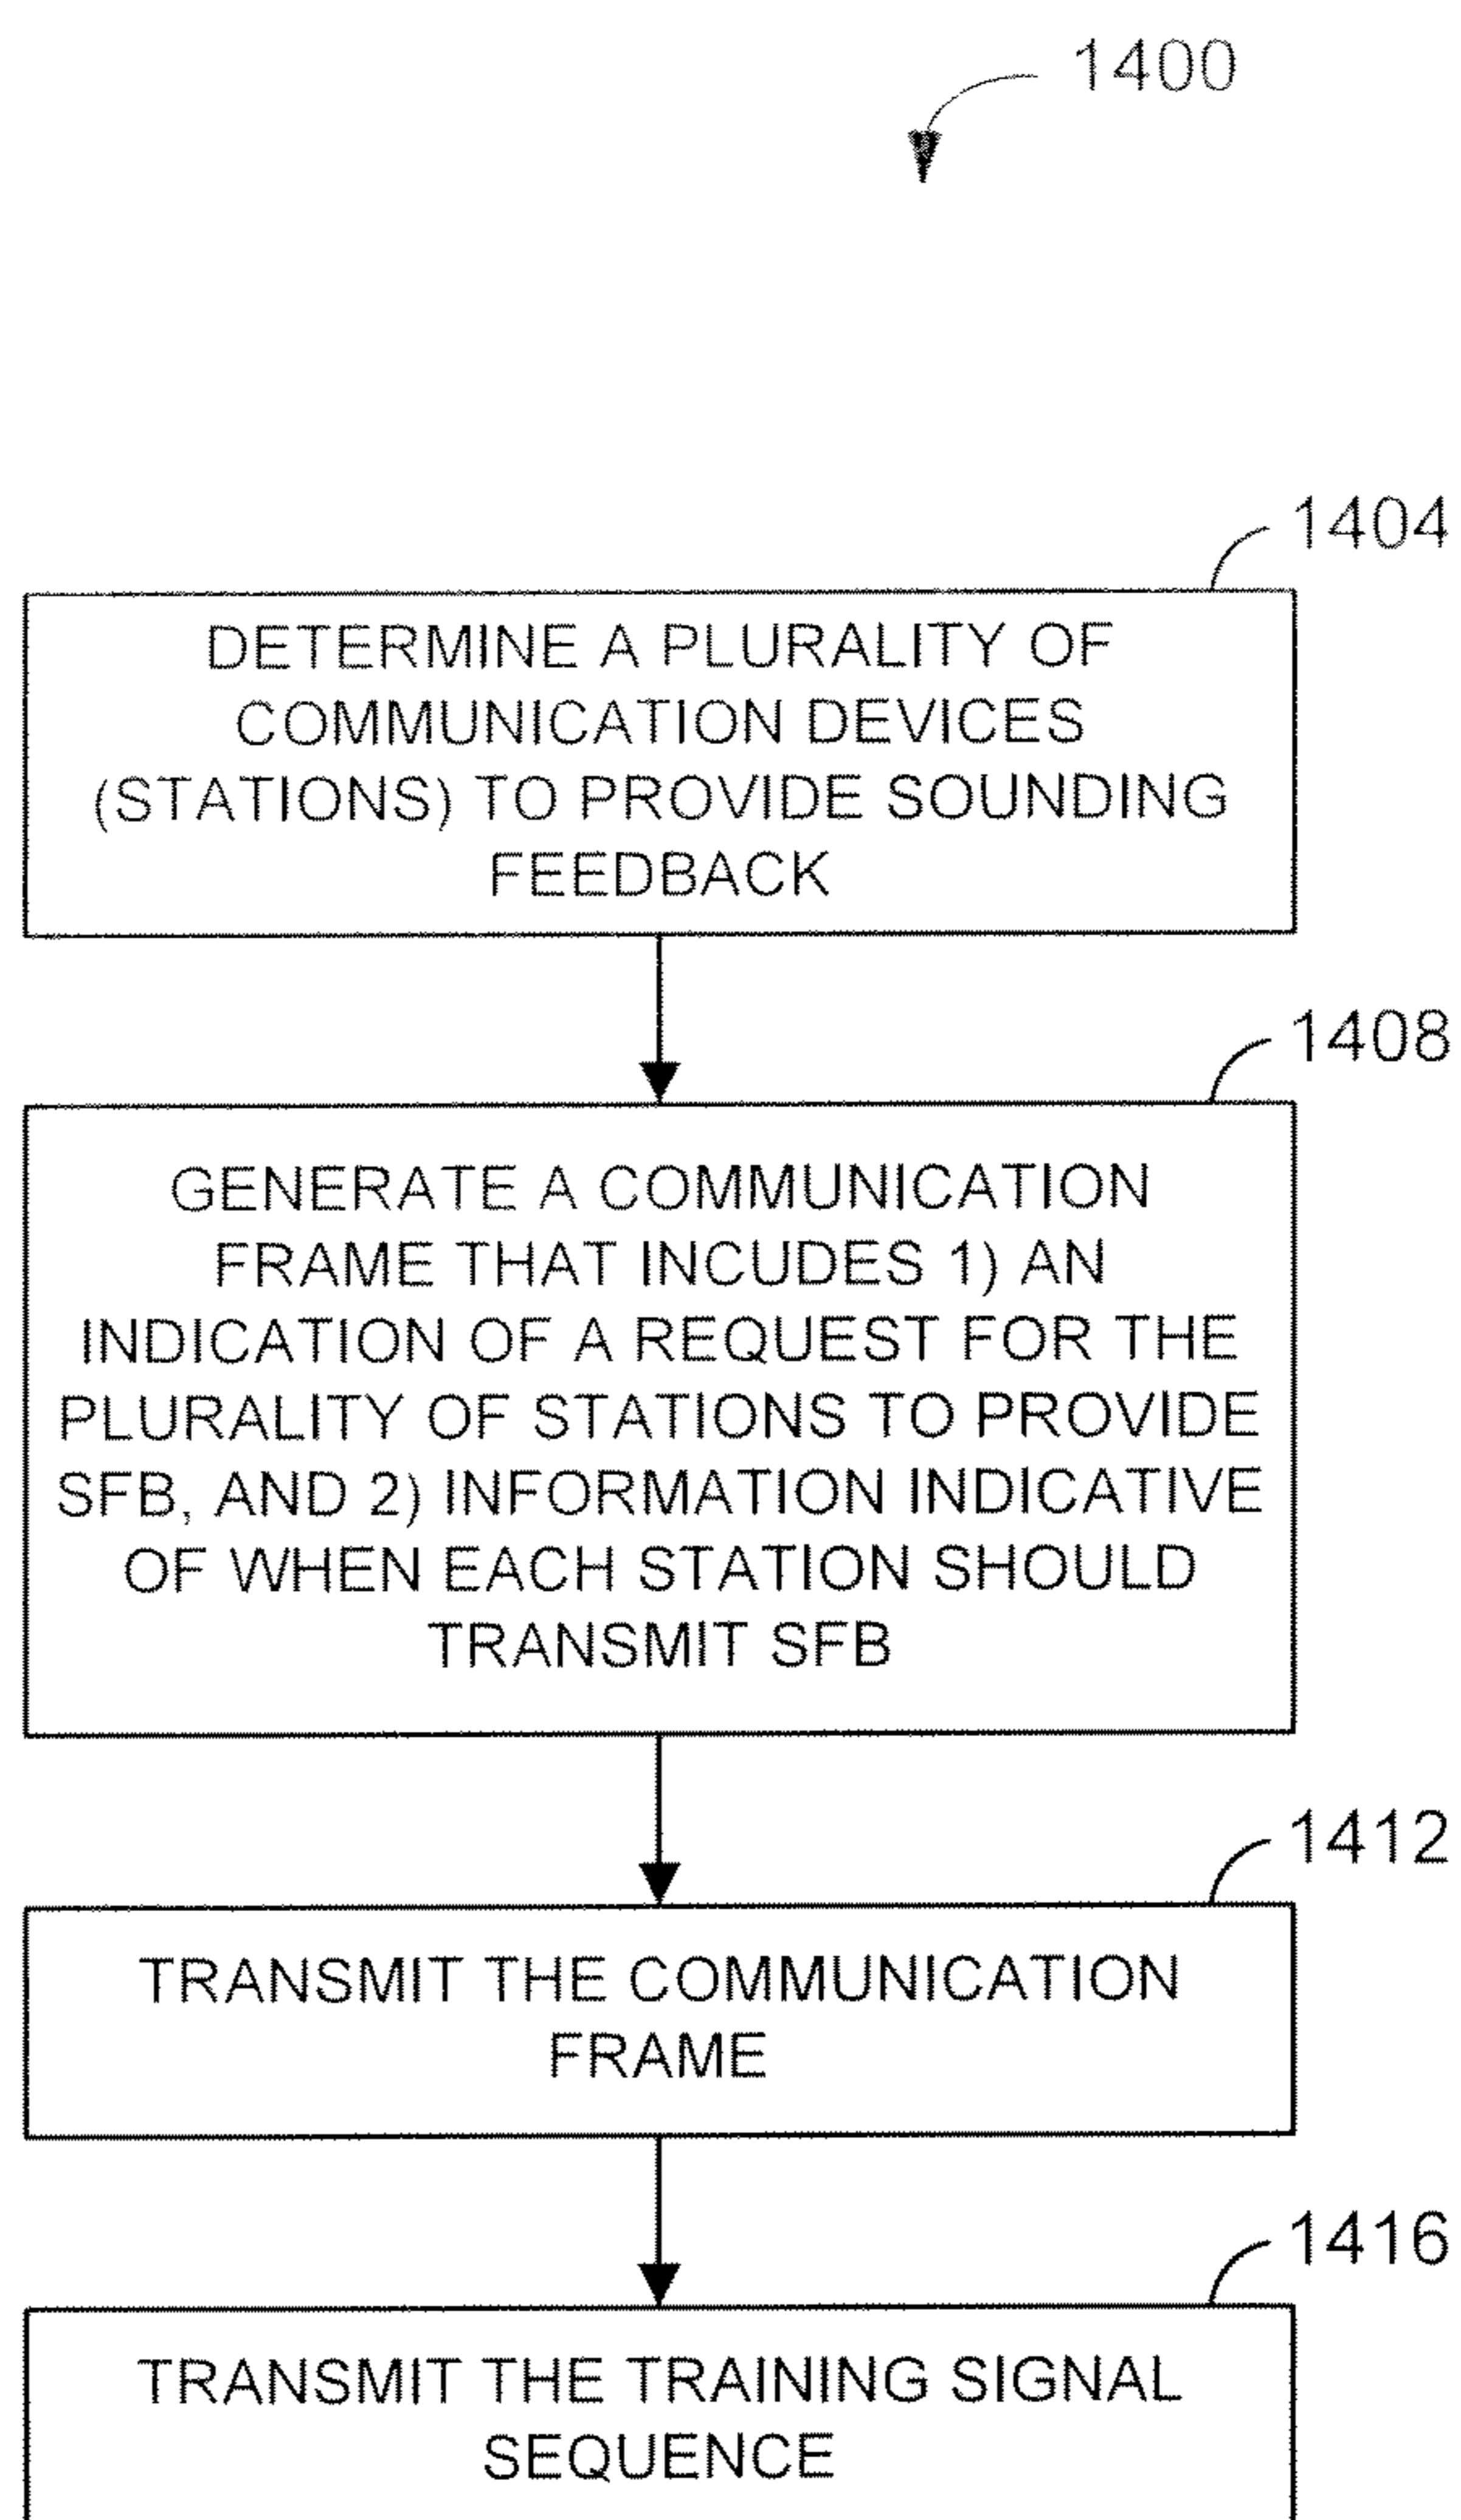 1400
1404
DETERMINE A PLURALITY OF
COMMUNICATION DEVICES
(STATIONS) TO PROVIDE SOUNDING
FEEDBACK
1408
GENERATE A COMMUNICATION
FRAME THAT INCUDES 1) AN
INDICATION OF A REQUEST FOR THE
PLURALITY OF STATIONS TO PROVIDE
SFB, AND 2) INFORMATION INDICATIVE
OF WHEN EACH STATION SHOULD
TRANSMIT SFB
1412
TRANSMIT THE COMMUNICATION
FRAME
1416
TRANSMIT THE TRAINING SIGNAL
SEQUENCE